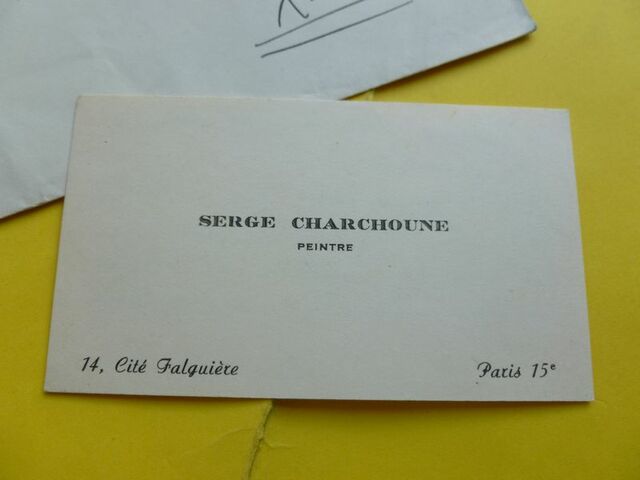 SERGE CHARCHOUNE
PEINTRE
14, Cité Falguière
Paris 15e